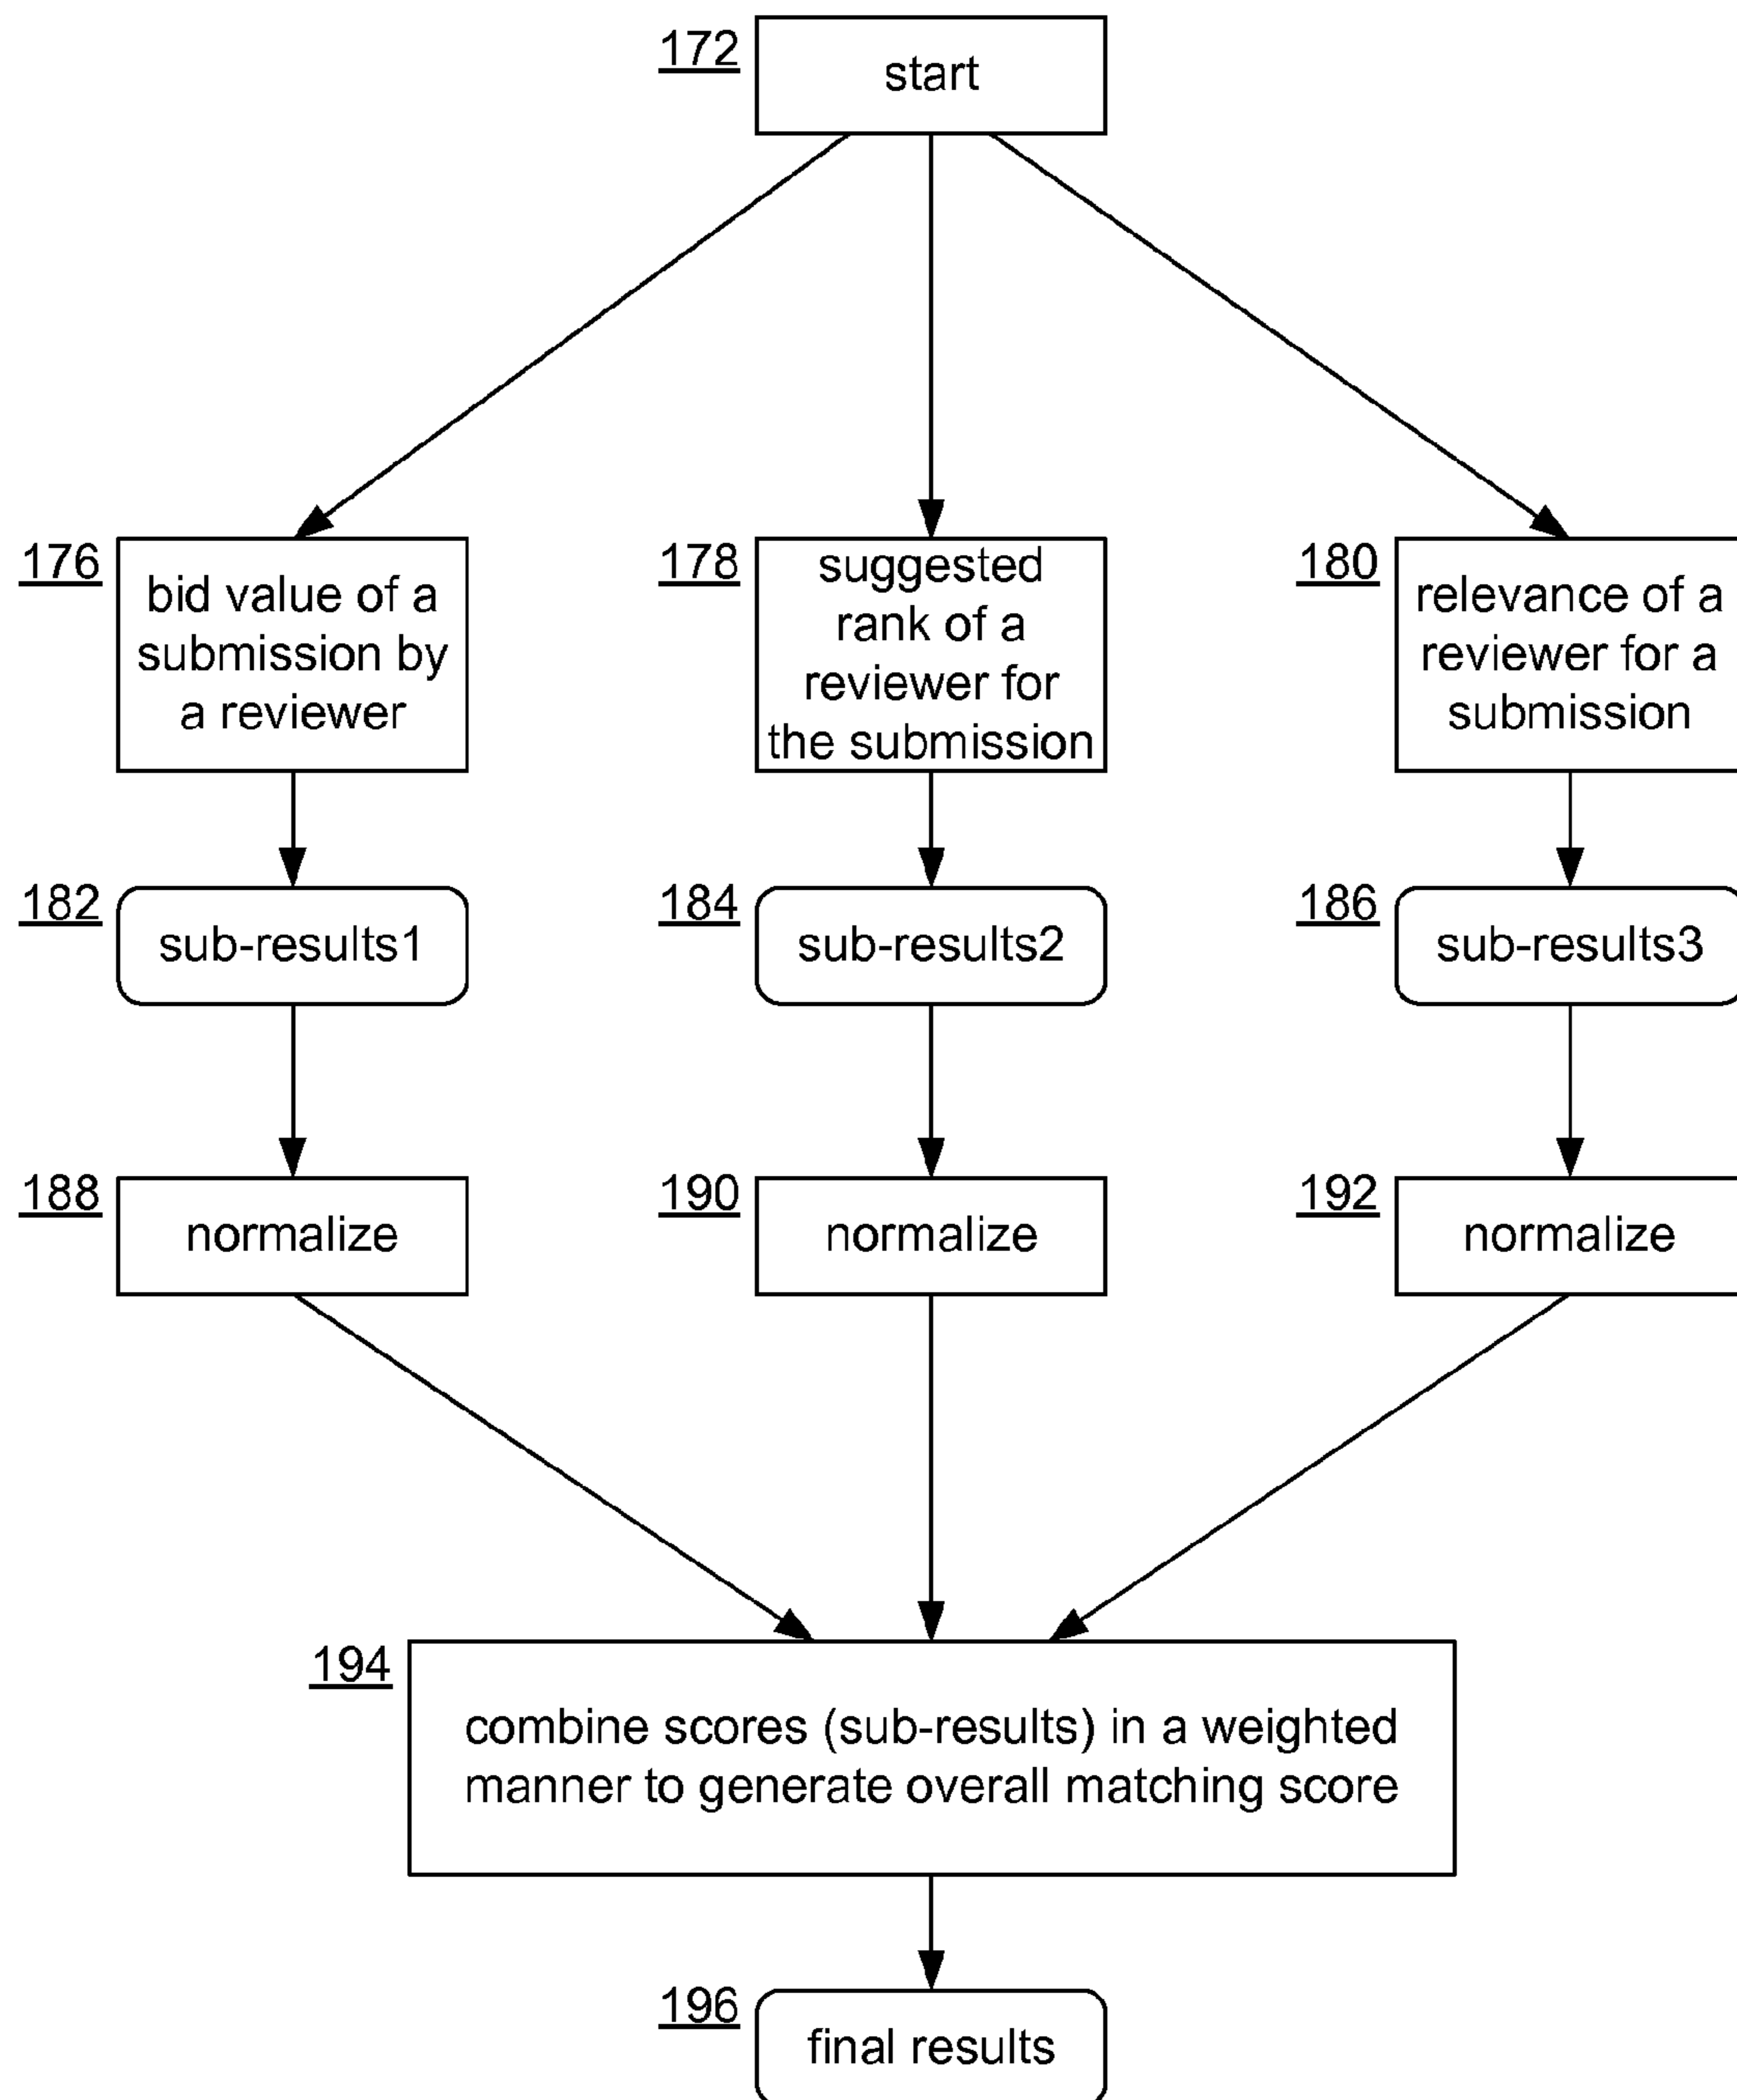 172
start
176
bid value of a
submission by
a reviewer
178
suggested
rank of a
reviewer for
the submission
180
relevance of a
reviewer for a
submission
182
sub-results1
184
sub-results2
186
sub-results3
188
normalize
190
normalize
192
normalize
194
combine scores (sub-results) in a weighted
manner to generate overall matching score
196
final results